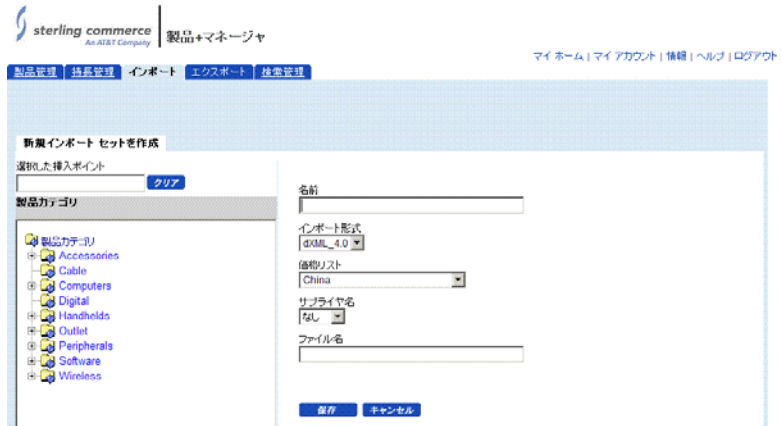 sterling commerce
An AT&T Company
製品+マネージャ
マイ ホーム | マイ アカウント | 情報 | ヘルプ | ログアウト
製品管理 特長管理 インポート エクスポート 検索管理
新規インポート セットを作成
選択した挿入ポイント
クリア
製品カテゴリ
製品カテゴリ
Accessories
Cable
Computers
Digital
Handhelds
Outlet
Peripherals
Software
Wireless
名前
インポート形式
dXML_4.0
価格リスト
China
サプライヤ名
なし
ファイル名
保存 キャンセル